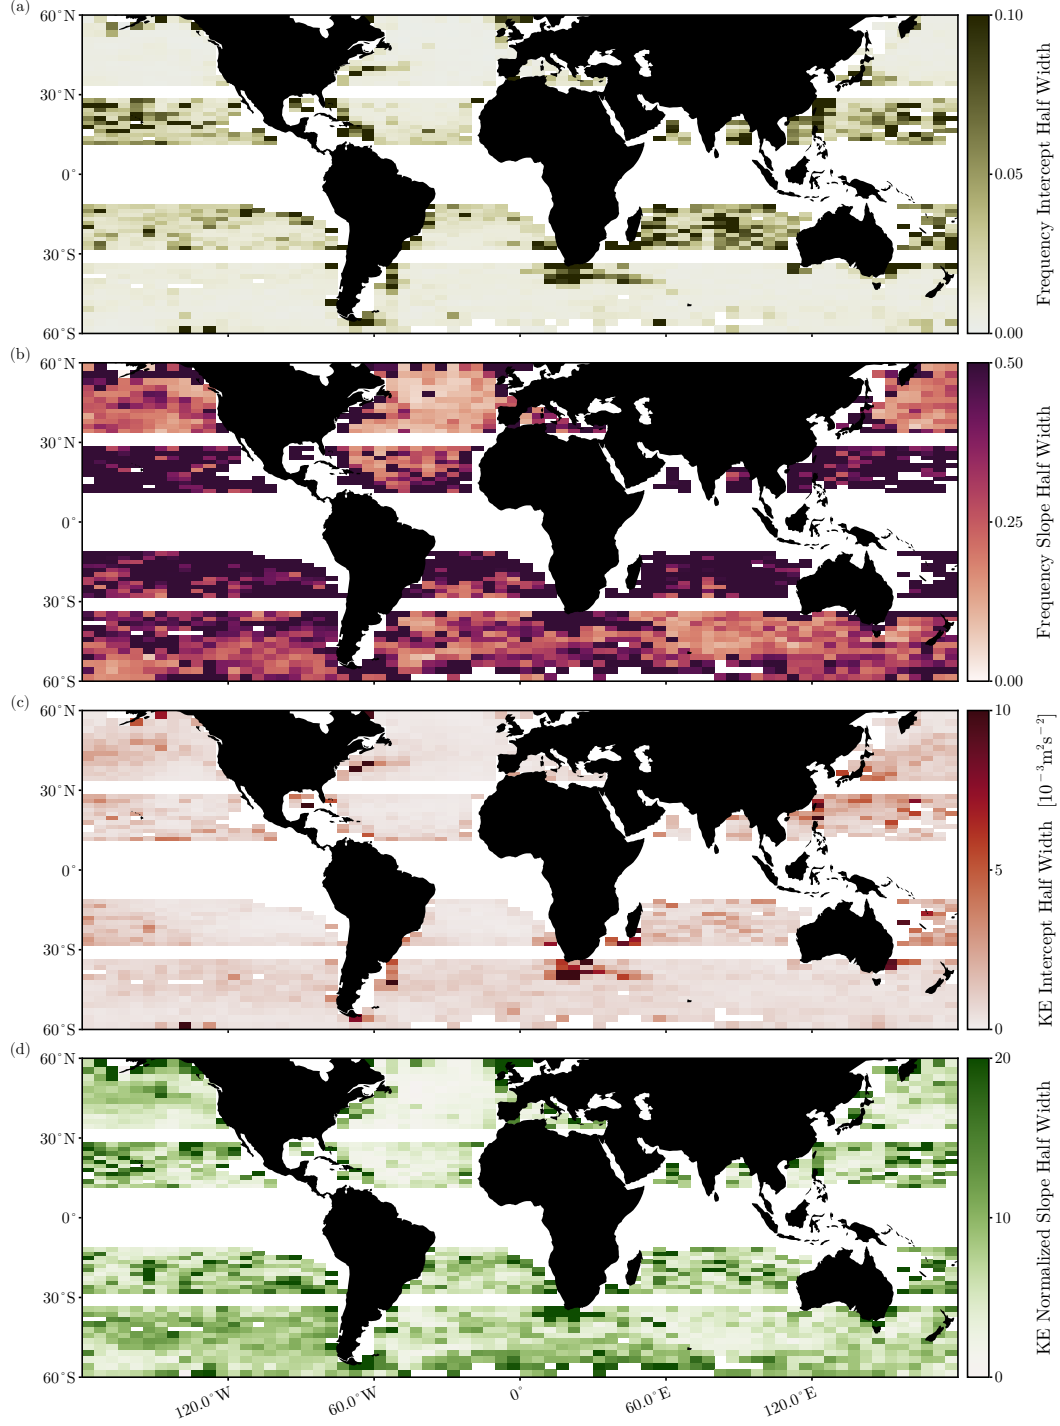 (a)
60°N
30°N
0°
30°S
60°S
0.10
0.05
0.00
Frequency Intercept Half Width
(b)
60°N
30°N
0°
30°S
60°S
0.50
0.25
0.00
Frequency Slope Half Width
(c)
60°N
30°N
0°
30°S
60°S
10
5
0
KE Intercept Half Width [10⁻³m²s⁻²]
(d)
60°N
30°N
0°
30°S
60°S
20
10
0
KE Normalized Slope Half Width
120.0°W
60.0°W
0°
60.0°E
120.0°E